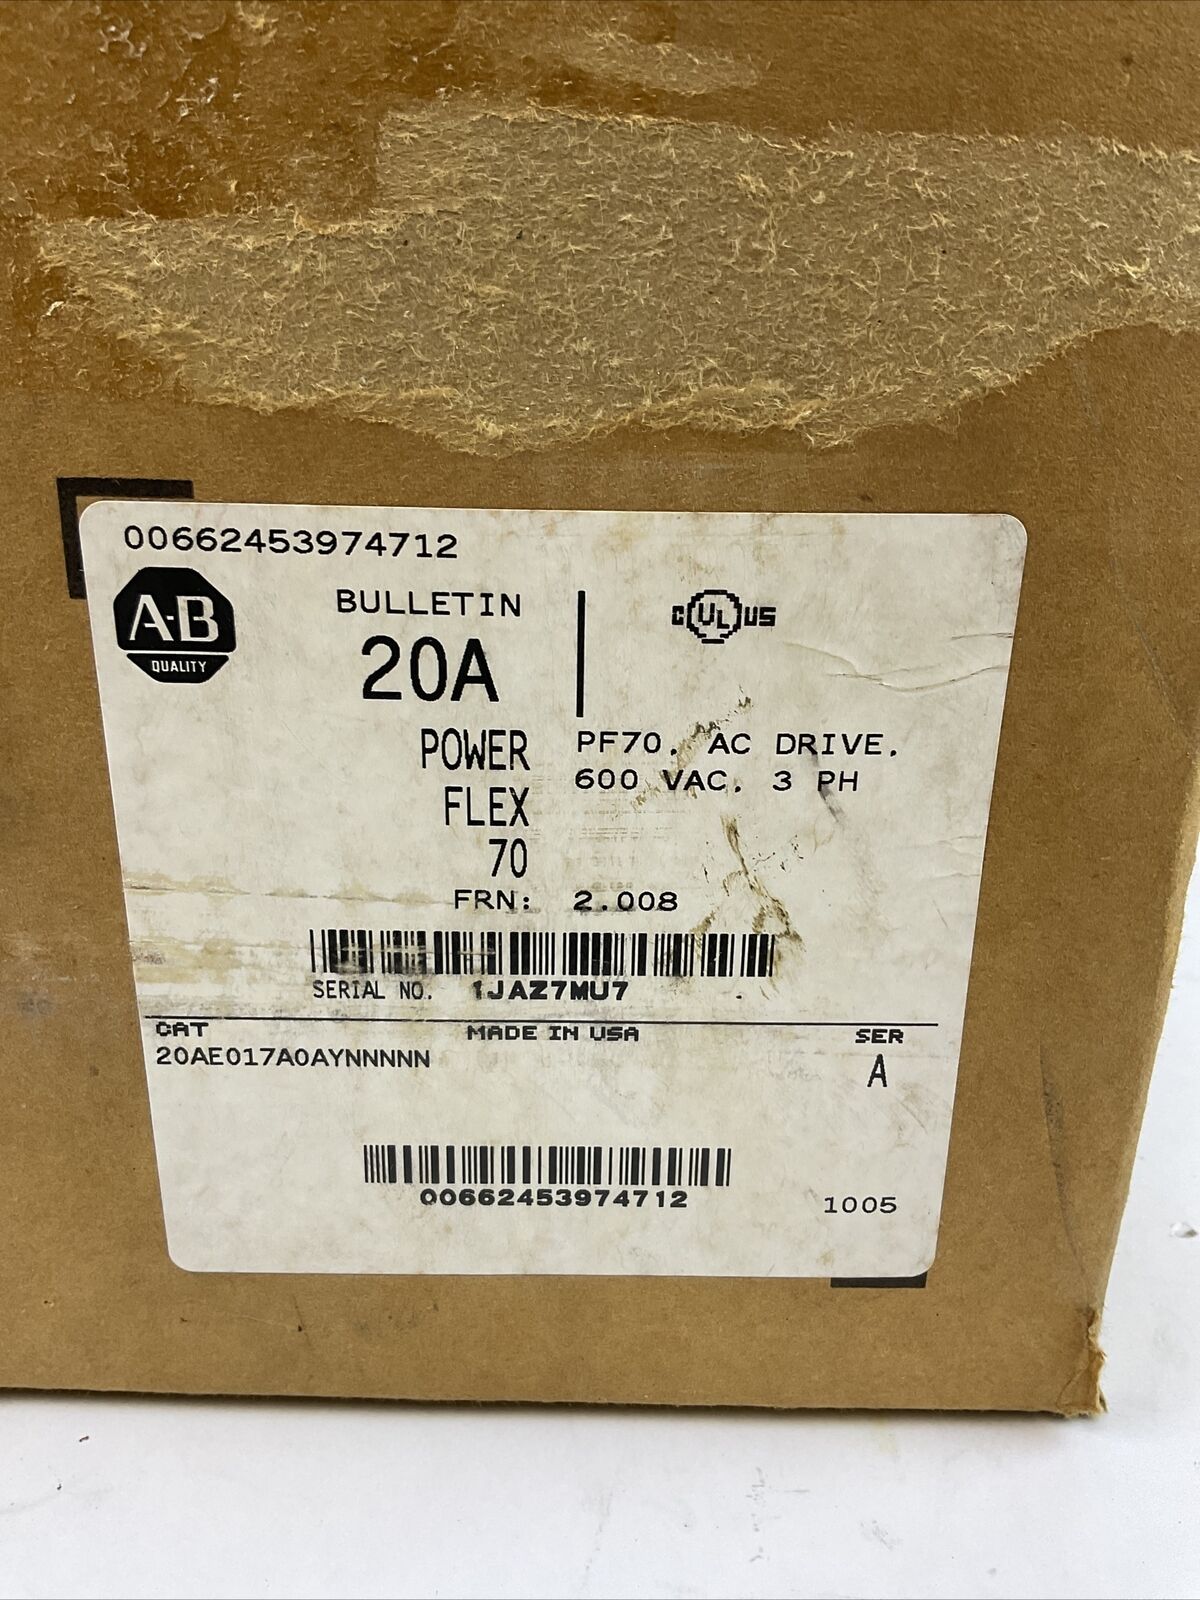 00662453974712
A-B
QUALITY
BULLETIN
20A
C UL US
POWER
FLEX
70
PF70, AC DRIVE,
600 VAC, 3 PH
FRN: 2.008
SERIAL NO. 1JAZ7MU7
CAT MADE IN USA SER
20AE017A0AYNNNNN A
00662453974712
1005